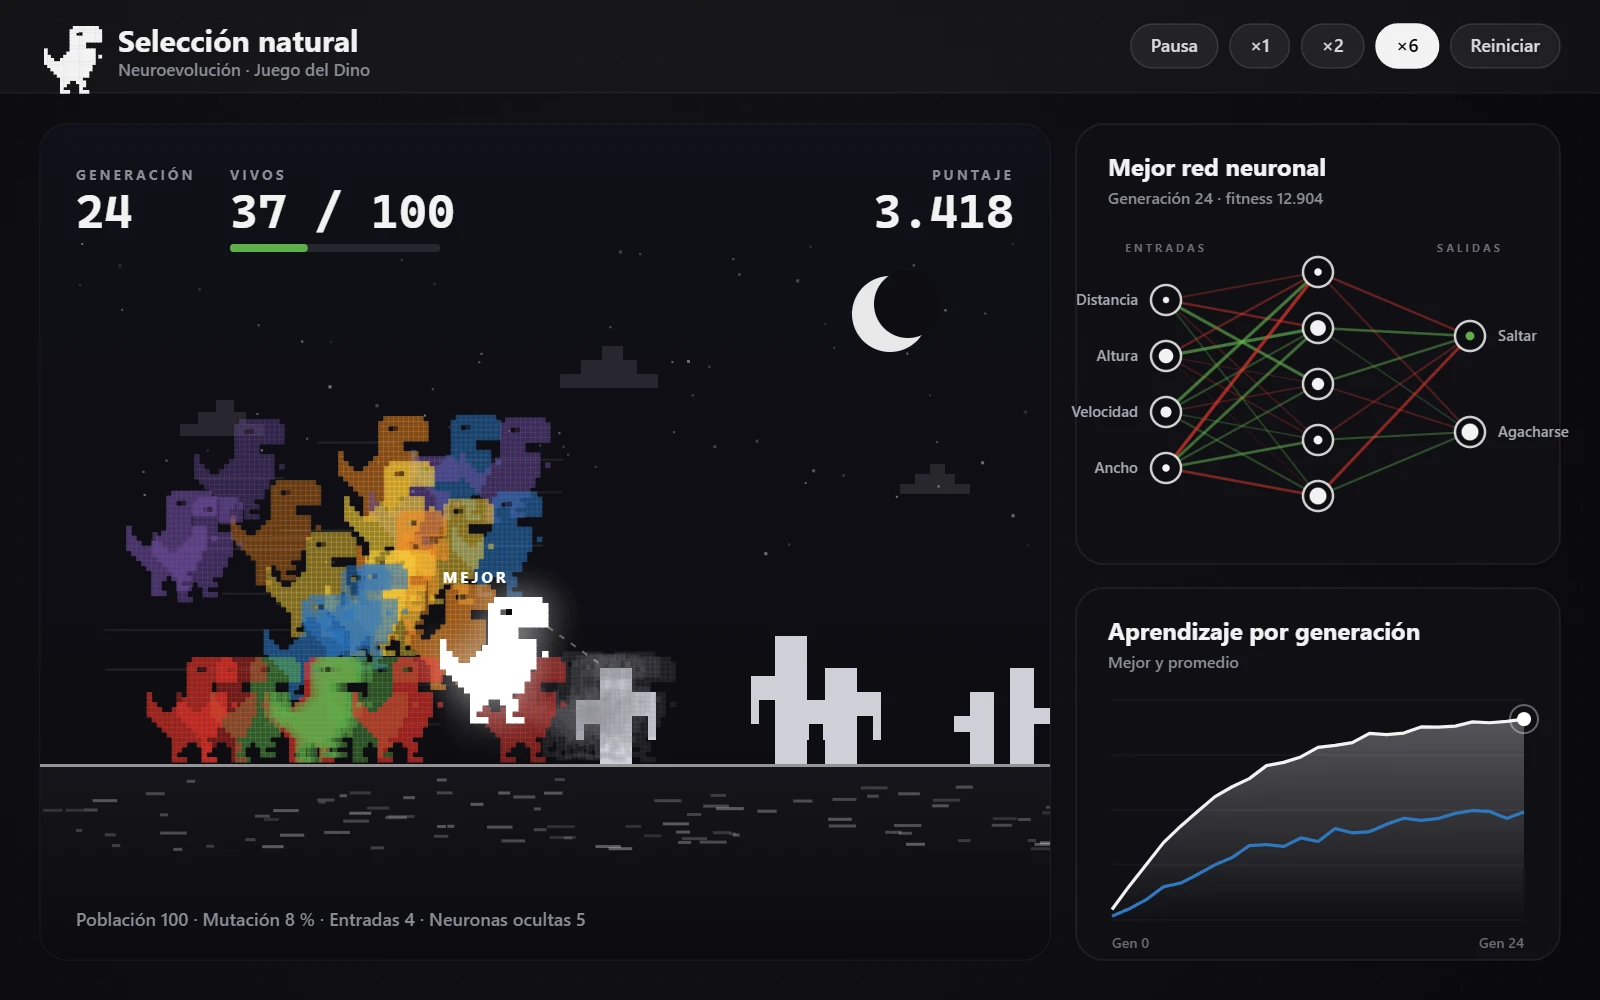 Selección natural
Neuroevolución · Juego del Dino
Pausa
×1
×2
×6
Reiniciar
GENERACIÓN
24
VIVOS
37 / 100
PUNTAJE
3.418
MEJOR
Población 100 · Mutación 8 % · Entradas 4 · Neuronas ocultas 5
Mejor red neuronal
Generación 24 · fitness 12.904
ENTRADAS
SALIDAS
Distancia
Altura
Velocidad
Ancho
Saltar
Agacharse
Aprendizaje por generación
Mejor y promedio
Gen 0
Gen 24